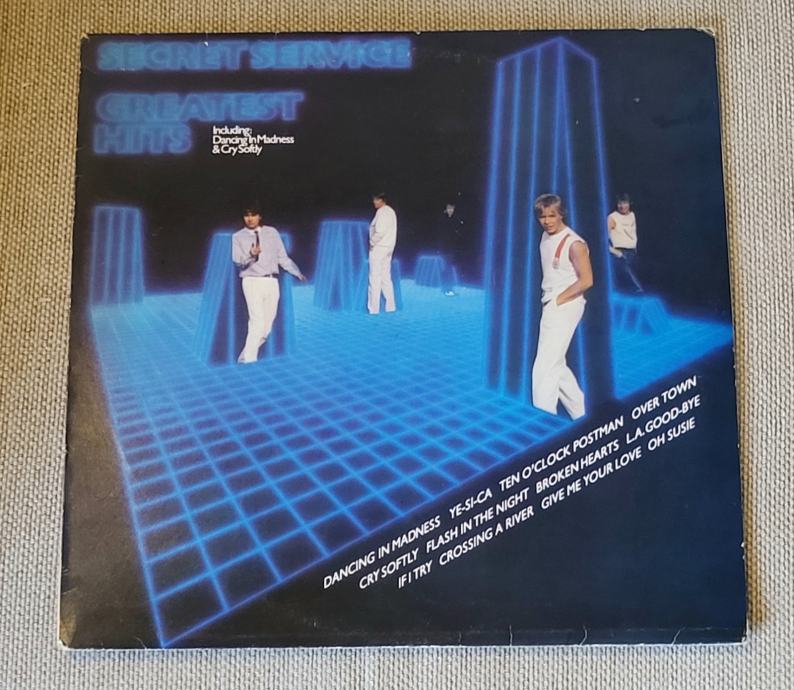 SECRET SERVICE
GREATEST
HITS
Including:
Dancing In Madness
& Cry Softly
DANCING IN MADNESS YE-SI-CA TEN O'CLOCK POSTMAN OVER TOWN
CRY SOFTLY FLASH IN THE NIGHT BROKEN HEARTS L.A. GOOD-BYE
IF I TRY CROSSING A RIVER GIVE ME YOUR LOVE OH SUSIE